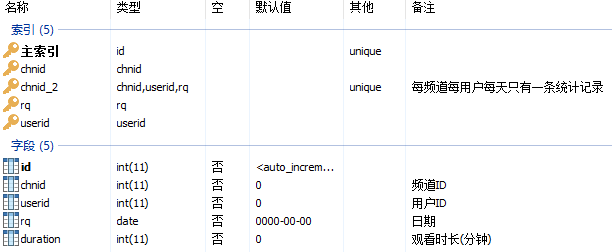 名称 类型 空 默认值 其他 备注
索引 (5)
主索引 id unique
chnid chnid
chnid_2 chnid,userid,rq unique 每频道每用户每天只有一条统计记录
rq rq
userid userid
字段 (5)
id int(11) 否 <auto_increm...
chnid int(11) 否 0 频道ID
userid int(11) 否 0 用户ID
rq date 否 0000-00-00 日期
duration int(11) 否 0 观看时长(分钟)